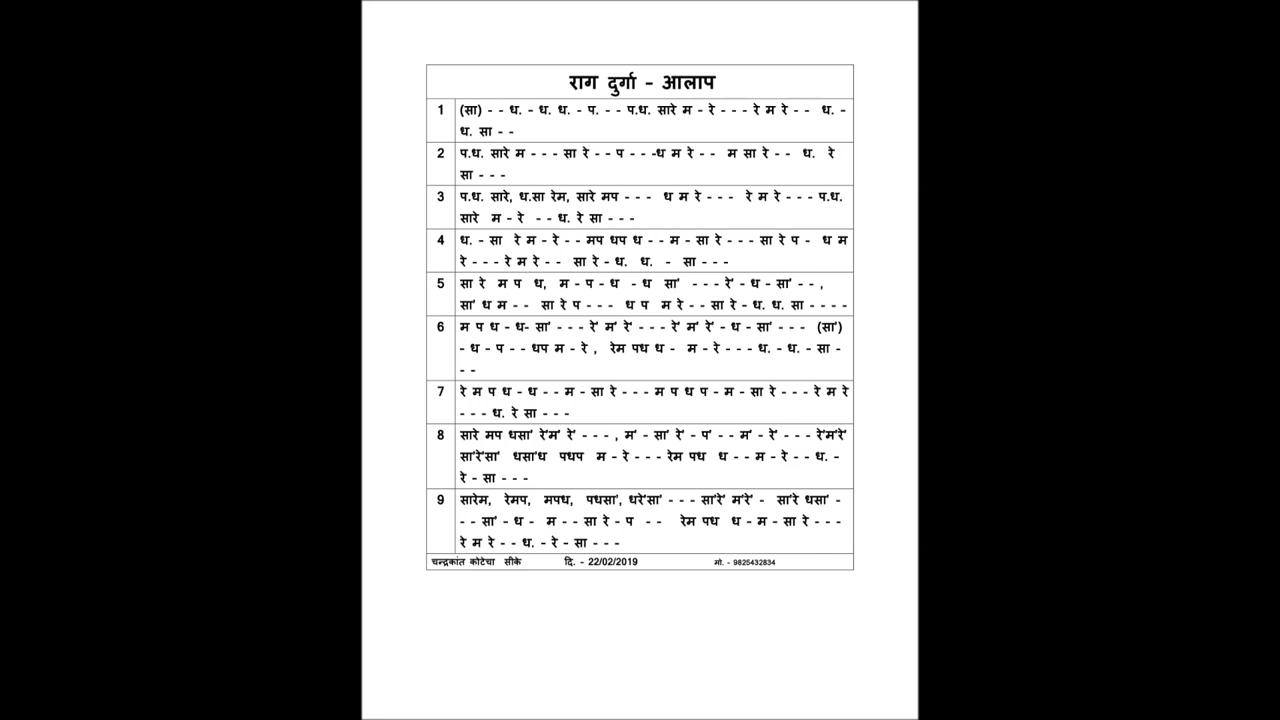 राग दुर्गा - आलाप
1 (सा) - - ध. - ध. ध. - प. - - प.ध. सारे म - रे - - - रे म रे - - ध. -
ध. सा - -
2 प.ध. सारे म - - - सा रे - - प - - -ध म रे - - म सा रे - - ध. रे
सा - - -
3 प.ध. सारे, ध.सा रेम, सारे मप - - - ध म रे - - - रे म रे - - - प.ध.
सारे म - रे - - ध. रे सा - - -
4 ध. - सा रे म - रे - - मप धप ध - - म - सा रे - - - सा रे प - ध म
रे - - - रे म रे - - सा रे - ध. ध. - सा - - -
5 सा रे म प ध, म - प - ध - ध सा' - - - रे' - ध - सा' - - ,
सा' ध म - - सा रे प - - - ध प म रे - - सा रे - ध. ध. सा - - - -
6 म प ध - ध- सा' - - - रे' म' रे' - - - रे' म' रे' - ध - सा' - - - (सा')
- ध - प - - धप म - रे , रेम पध ध - म - रे - - - ध. - ध. - सा -
- -
7 रे म प ध - ध - - म - सा रे - - - म प ध प - म - सा रे - - - रे म रे
- - - ध. रे सा - - -
8 सारे मप धसा' रे'म' रे' - - - , म' - सा' रे' - प' - - म' - रे' - - - रे'म'रे'
सा'रे'सा' धसा'ध पधप म - रे - - - रेम पध ध - - म - रे - - ध. -
रे - सा - - -
9 सारेम, रेमप, मपध, पधसा', धरे'सा' - - - सा'रे' म'रे' - सा'रे धसा' -
- - सा' - ध - म - - सा रे - प - - रेम पध ध - म - सा रे - - -
रे म रे - - ध. - रे - सा - - -
चन्द्रकांत कोटेचा सीके दि. - 22/02/2019 मो. - 9825432834